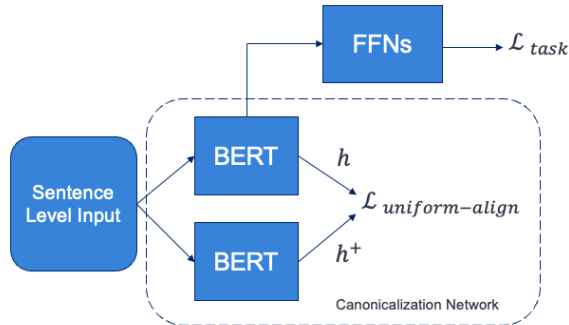 FFNs
ℒ task
BERT
h
Sentence
Level Input
ℒ uniform−align
BERT
h⁺
Canonicalization Network